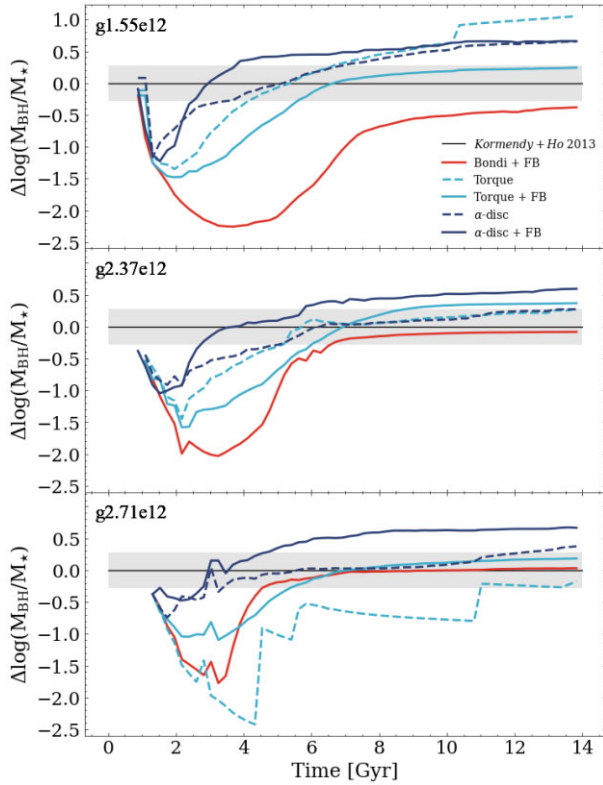 g1.55e12
1.0
0.5
0.0
−0.5
−1.0
−1.5
−2.0
−2.5
Δlog(M_BH/M_⋆)
Kormendy + Ho 2013
Bondi + FB
Torque
Torque + FB
α-disc
α-disc + FB
g2.37e12
0.5
0.0
−0.5
−1.0
−1.5
−2.0
−2.5
Δlog(M_BH/M_⋆)
g2.71e12
0.5
0.0
−0.5
−1.0
−1.5
−2.0
−2.5
Δlog(M_BH/M_⋆)
0 2 4 6 8 10 12 14
Time [Gyr]